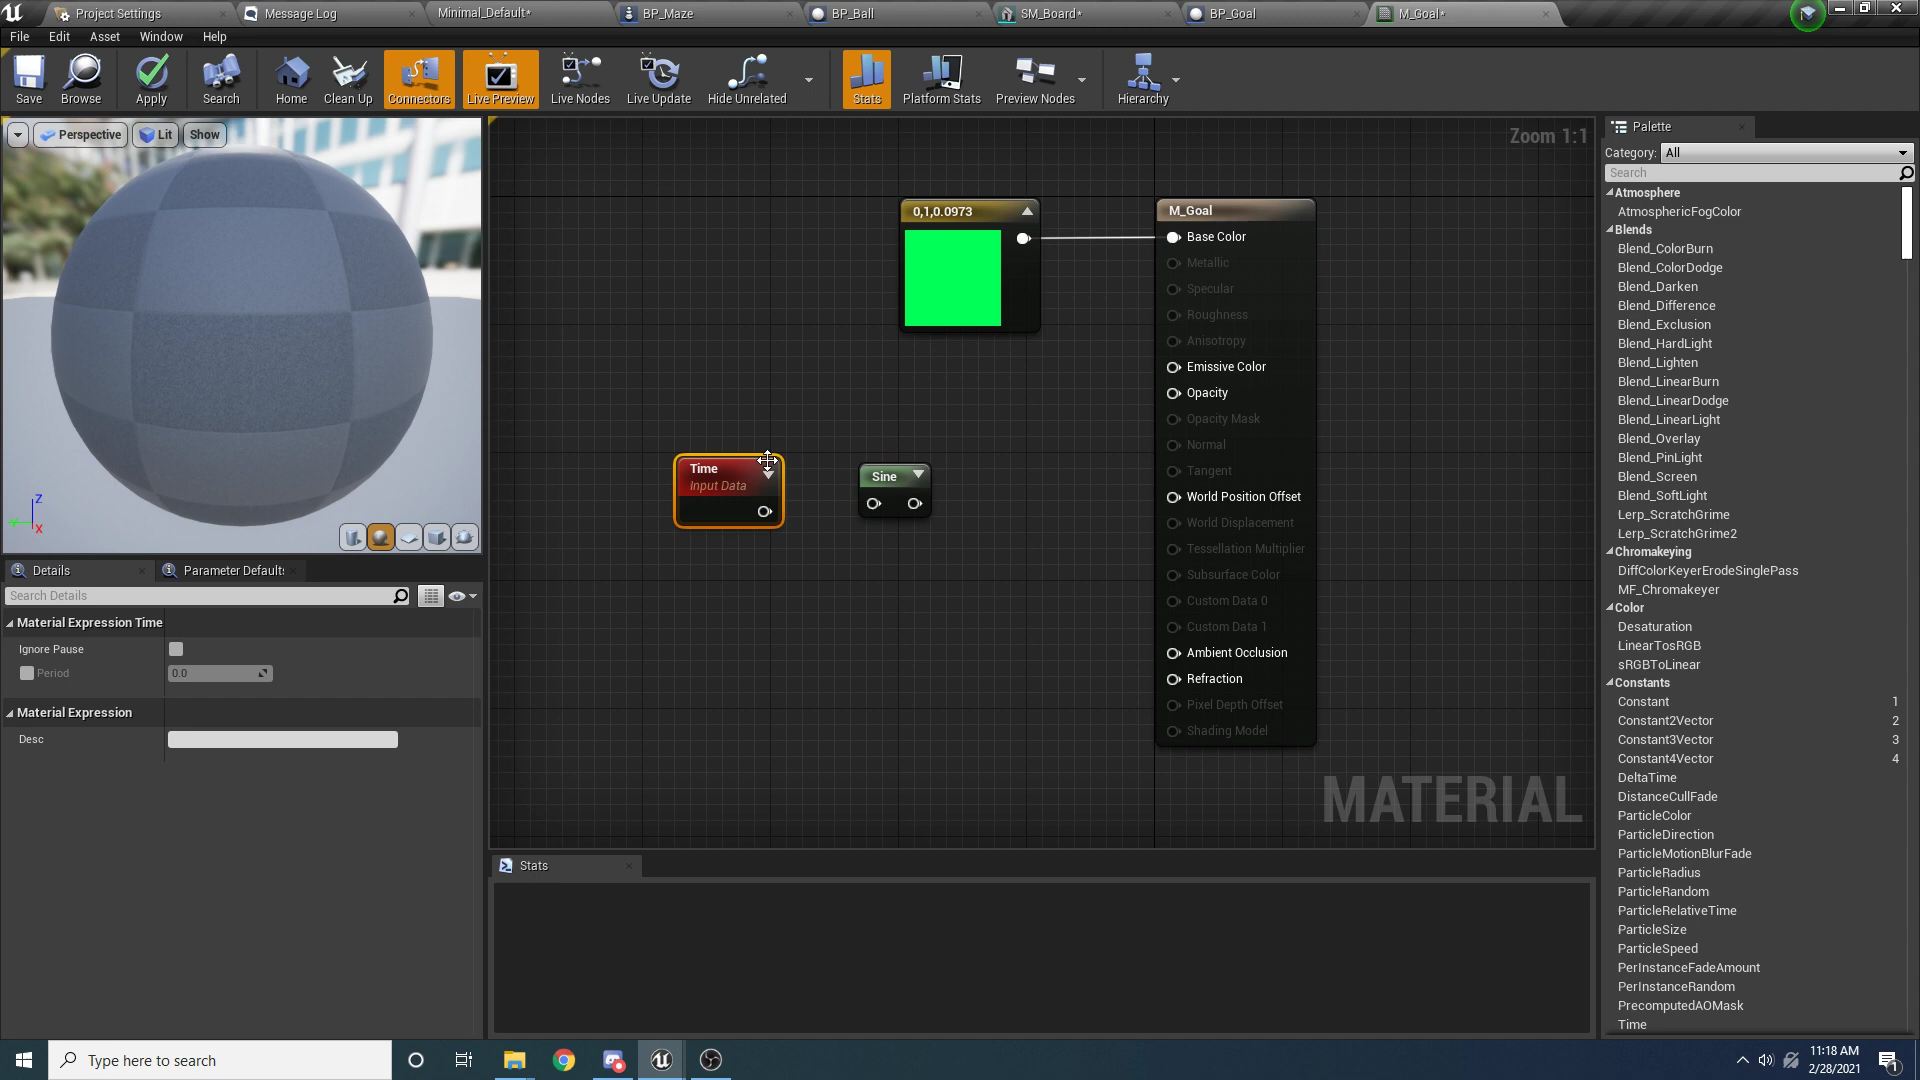 Project Settings
Message Log
Minimal_Default*
BP_Maze
BP_Ball
SM_Board*
BP_Goal
M_Goal*
File Edit Asset Window Help
Save
Browse
Apply
Search
Home
Clean Up
Connectors
Live Preview
Live Nodes
Live Update
Hide Unrelated
Stats
Platform Stats
Preview Nodes
Hierarchy
Perspective
Lit
Show
Z
X
Details
Parameter Default
Search Details
Material Expression Time
Ignore Pause
Period
0.0
Material Expression
Desc
Zoom 1:1
0,1,0.0973
Time
Input Data
Sine
M_Goal
Base Color
Metallic
Specular
Roughness
Anisotropy
Emissive Color
Opacity
Opacity Mask
Normal
Tangent
World Position Offset
World Displacement
Tessellation Multiplier
Subsurface Color
Custom Data 0
Custom Data 1
Ambient Occlusion
Refraction
Pixel Depth Offset
Shading Model
MATERIAL
Stats
Palette
Category: All
Search
Atmosphere
AtmosphericFogColor
Blends
Blend_ColorBurn
Blend_ColorDodge
Blend_Darken
Blend_Difference
Blend_Exclusion
Blend_HardLight
Blend_Lighten
Blend_LinearBurn
Blend_LinearDodge
Blend_LinearLight
Blend_Overlay
Blend_PinLight
Blend_Screen
Blend_SoftLight
Lerp_ScratchGrime
Lerp_ScratchGrime2
Chromakeying
DiffColorKeyerErodeSinglePass
MF_Chromakeyer
Color
Desaturation
LinearTosRGB
sRGBToLinear
Constants
Constant 1
Constant2Vector 2
Constant3Vector 3
Constant4Vector 4
DeltaTime
DistanceCullFade
ParticleColor
ParticleDirection
ParticleMotionBlurFade
ParticleRadius
ParticleRandom
ParticleRelativeTime
ParticleSize
ParticleSpeed
PerInstanceFadeAmount
PerInstanceRandom
PrecomputedAOMask
Time
Type here to search
11:18 AM
2/28/2021
1